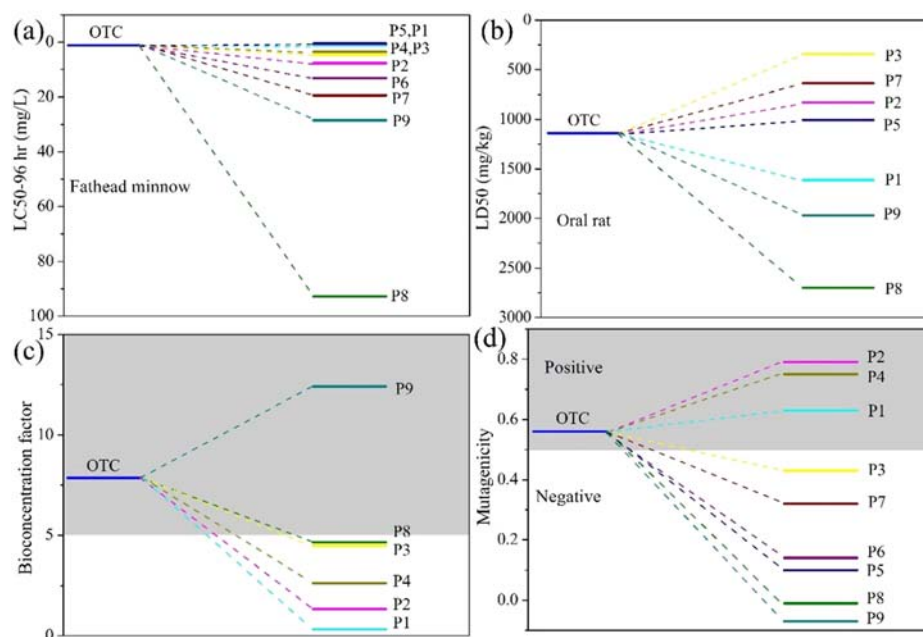 (a)
OTC
P5,P1
P4,P3
P2
P6
P7
P9
P8
Fathead minnow
LC50-96 hr (mg/L)
0
20
40
60
80
100
(b)
OTC
P3
P7
P2
P5
P1
P9
P8
Oral rat
LD50 (mg/kg)
0
500
1000
1500
2000
2500
3000
(c)
OTC
P9
P8
P3
P4
P2
P1
Bioconcentration factor
15
10
5
0
(d)
Positive
OTC
Negative
P2
P4
P1
P3
P7
P6
P5
P8
P9
Mutagenicity
0.8
0.6
0.4
0.2
0.0